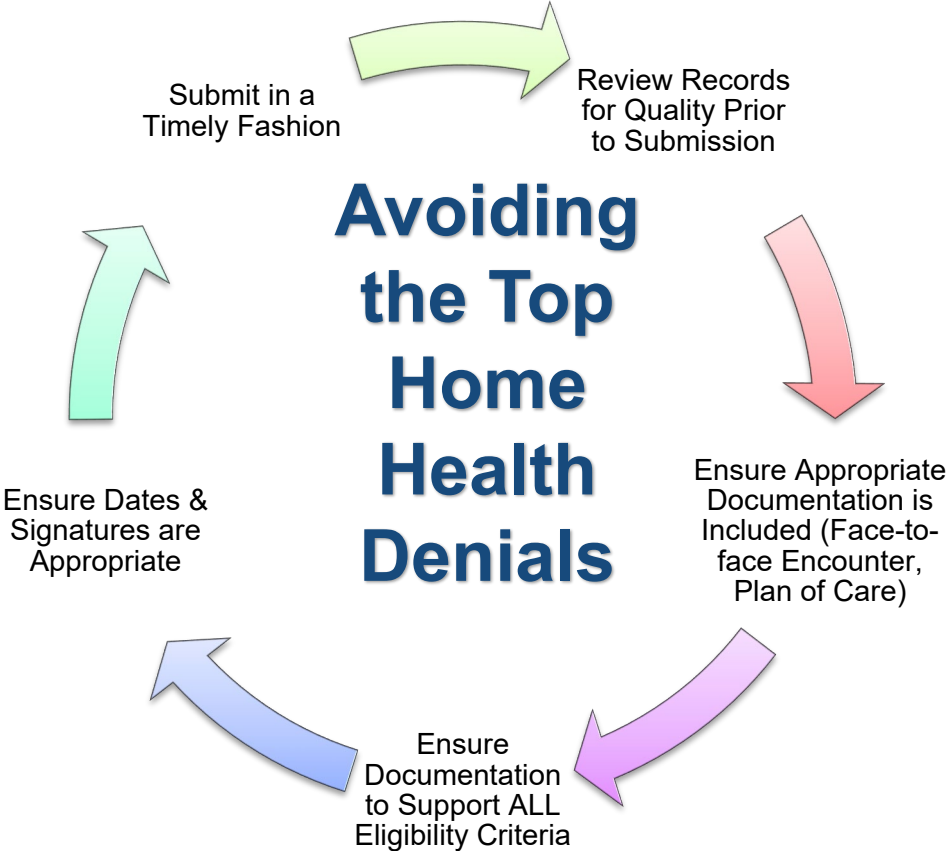 Submit in a
Timely Fashion
Review Records
for Quality Prior
to Submission
Avoiding
the Top
Home
Health
Denials
Ensure Appropriate
Documentation is
Included (Face-to-
face Encounter,
Plan of Care)
Ensure Dates &
Signatures are
Appropriate
Ensure
Documentation
to Support ALL
Eligibility Criteria